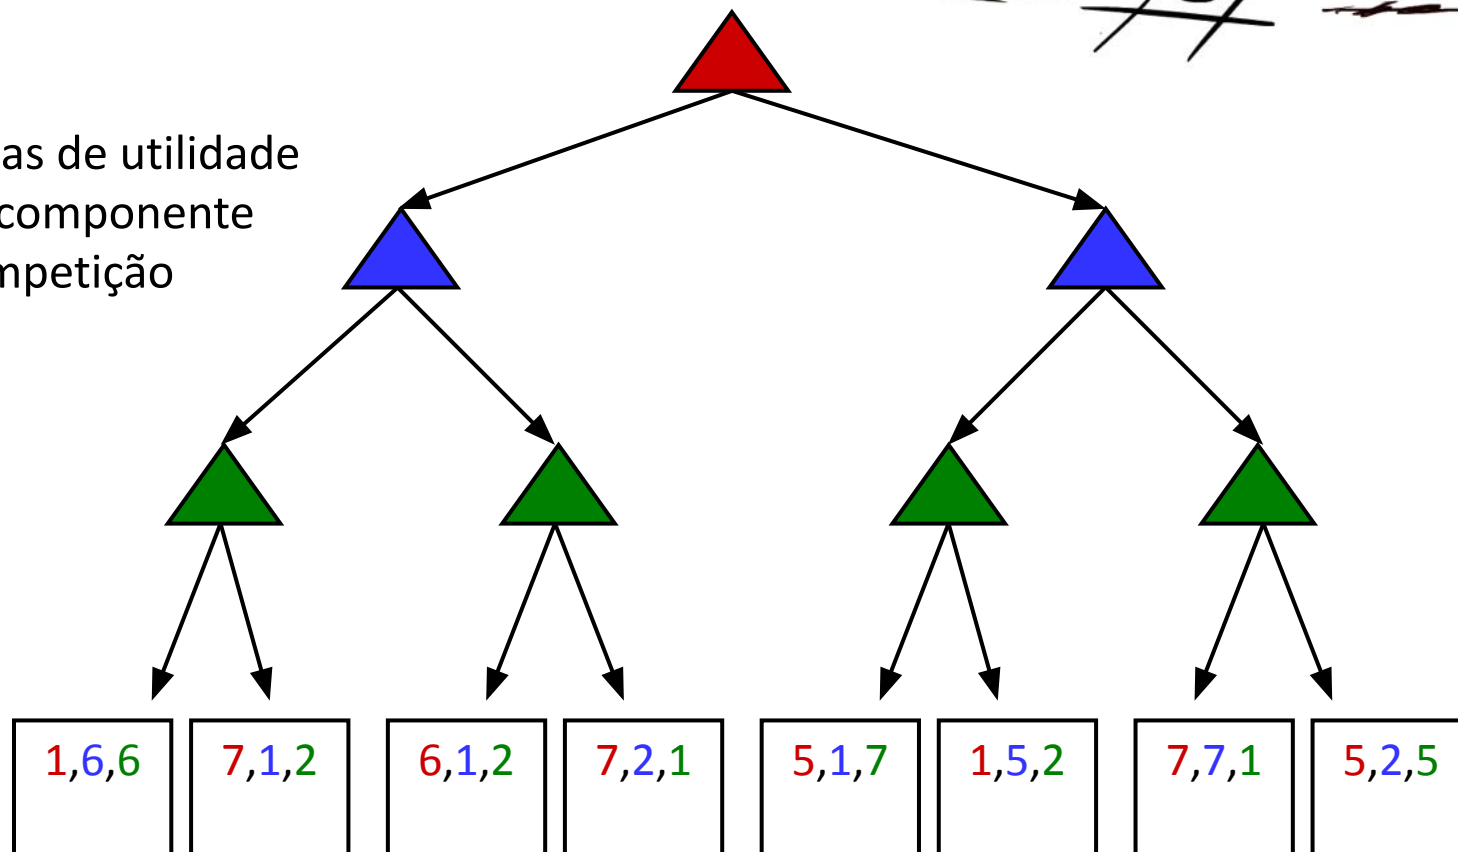 as de utilidade
componente
mpetição
1,6,6 7,1,2 6,1,2 7,2,1 5,1,7 1,5,2 7,7,1 5,2,5